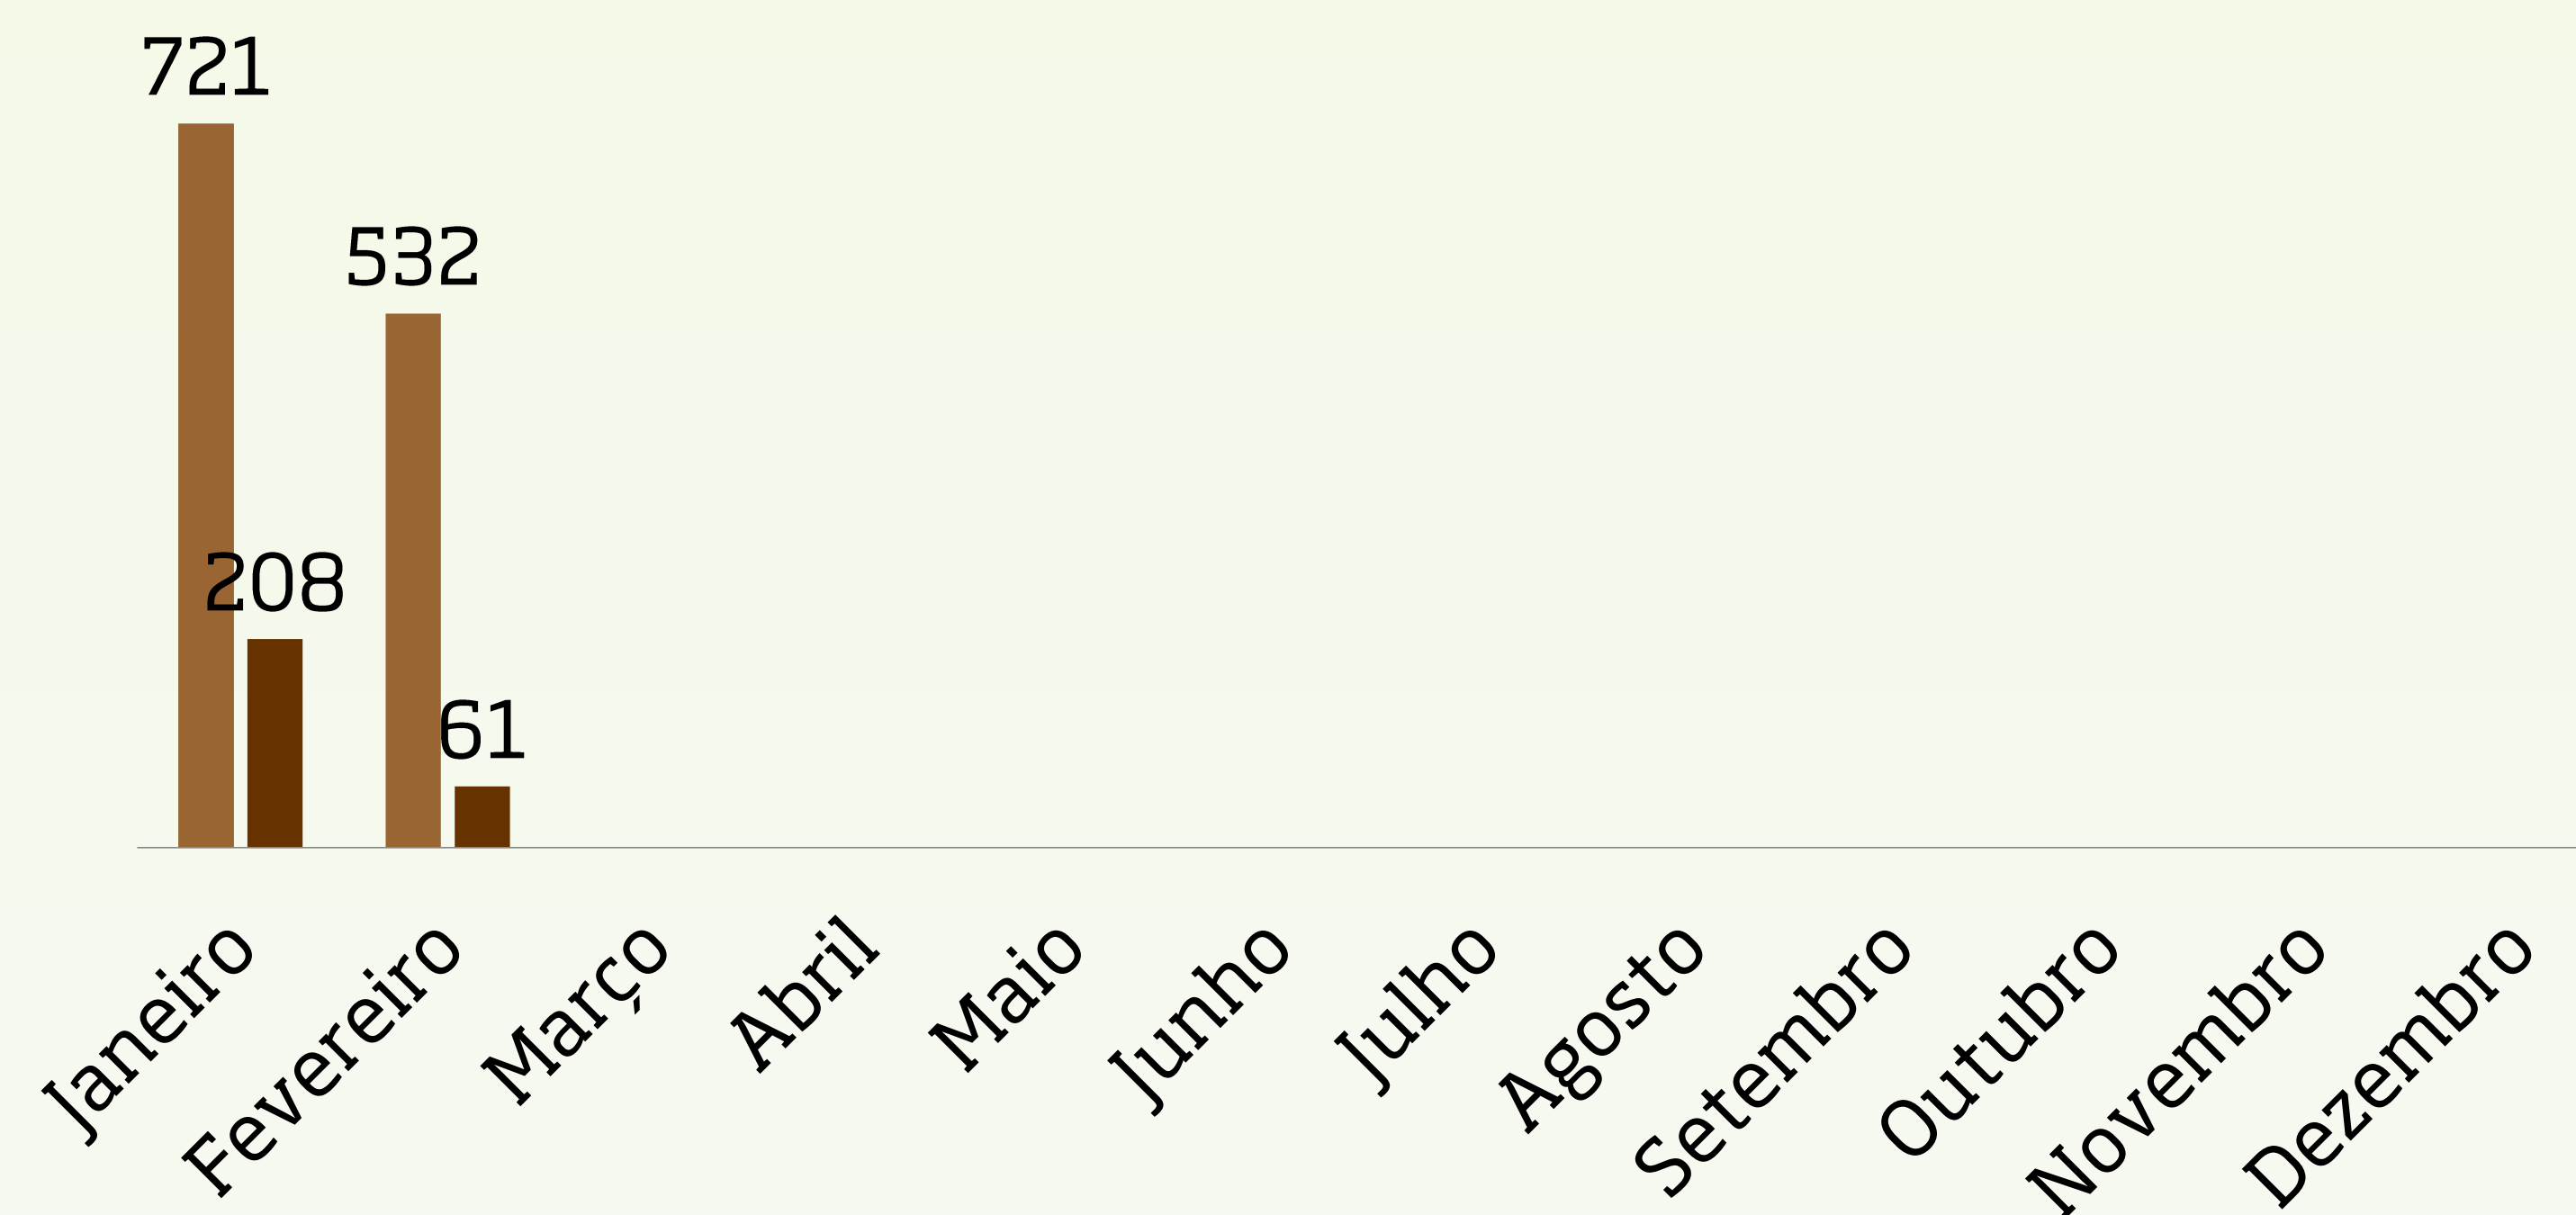 721
532
208
61
Janeiro
Fevereiro
Março
Abril
Maio
Junho
Julho
Agosto
Setembro
Outubro
Novembro
Dezembro